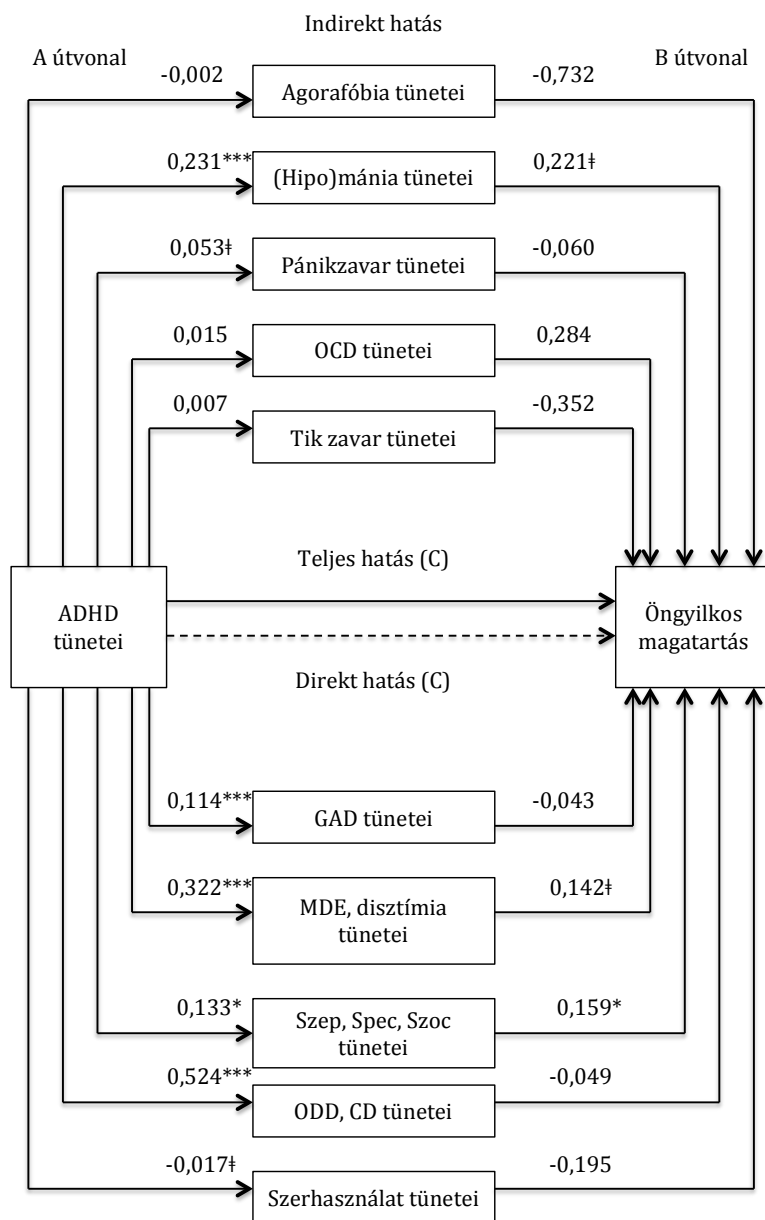 Indirekt hatás
A útvonal
B útvonal
-0,002
Agorafóbia tünetei
-0,732
0,231***
(Hipo)mánia tünetei
0,221ǂ
0,053ǂ
Pánikzavar tünetei
-0,060
0,015
OCD tünetei
0,284
0,007
Tik zavar tünetei
-0,352
Teljes hatás (C)
ADHD
tünetei
Öngyilkos
magatartás
Direkt hatás (C)
0,114***
GAD tünetei
-0,043
0,322***
MDE, disztímia
tünetei
0,142ǂ
0,133*
Szep, Spec, Szoc
tünetei
0,159*
0,524***
ODD, CD tünetei
-0,049
-0,017ǂ
Szerhasználat tünetei
-0,195